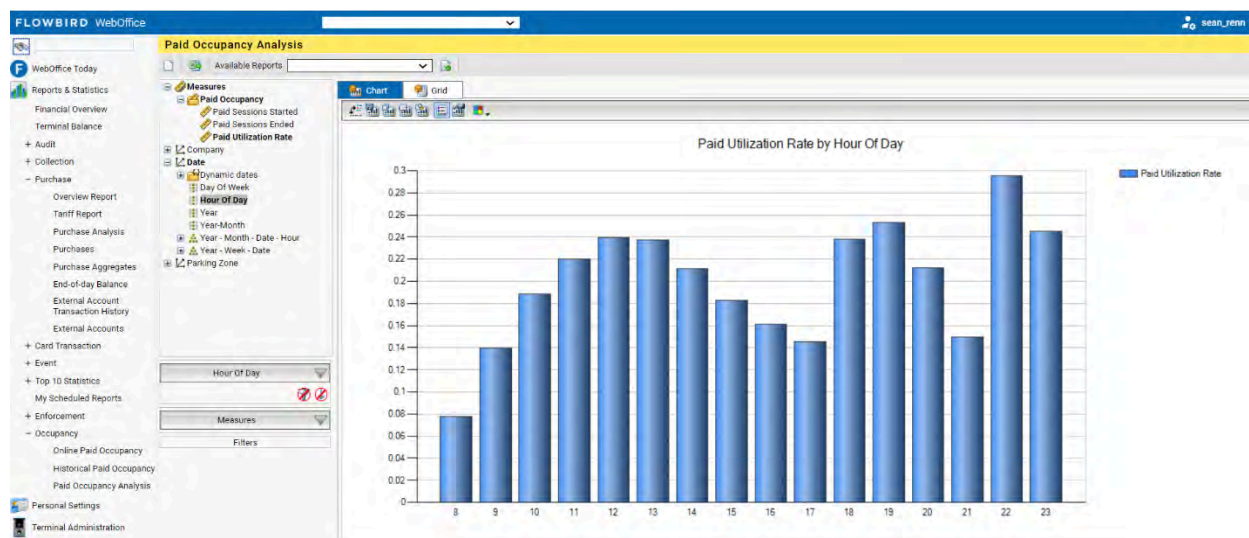 FLOWBIRD WebOffice
sean_renn
WebOffice Today
Reports & Statistics
Financial Overview
Terminal Balance
+ Audit
+ Collection
− Purchase
Overview Report
Tariff Report
Purchase Analysis
Purchases
Purchase Aggregates
End-of-day Balance
External Account
Transaction History
External Accounts
+ Card Transaction
+ Event
+ Top 10 Statistics
My Scheduled Reports
+ Enforcement
− Occupancy
Online Paid Occupancy
Historical Paid Occupancy
Paid Occupancy Analysis
Personal Settings
Terminal Administration
Paid Occupancy Analysis
Available Reports
Measures
Paid Occupancy
Paid Sessions Started
Paid Sessions Ended
Paid Utilization Rate
Company
Date
Dynamic dates
Day Of Week
Hour Of Day
Year
Year-Month
Year - Month - Date - Hour
Year - Week - Date
Parking Zone
Hour Of Day
Measures
Filters
Chart Grid
Paid Utilization Rate by Hour Of Day
Paid Utilization Rate
0.3
0.28
0.26
0.24
0.22
0.2
0.18
0.16
0.14
0.12
0.1
0.08
0.06
0.04
0.02
0
8 9 10 11 12 13 14 15 16 17 18 19 20 21 22 23